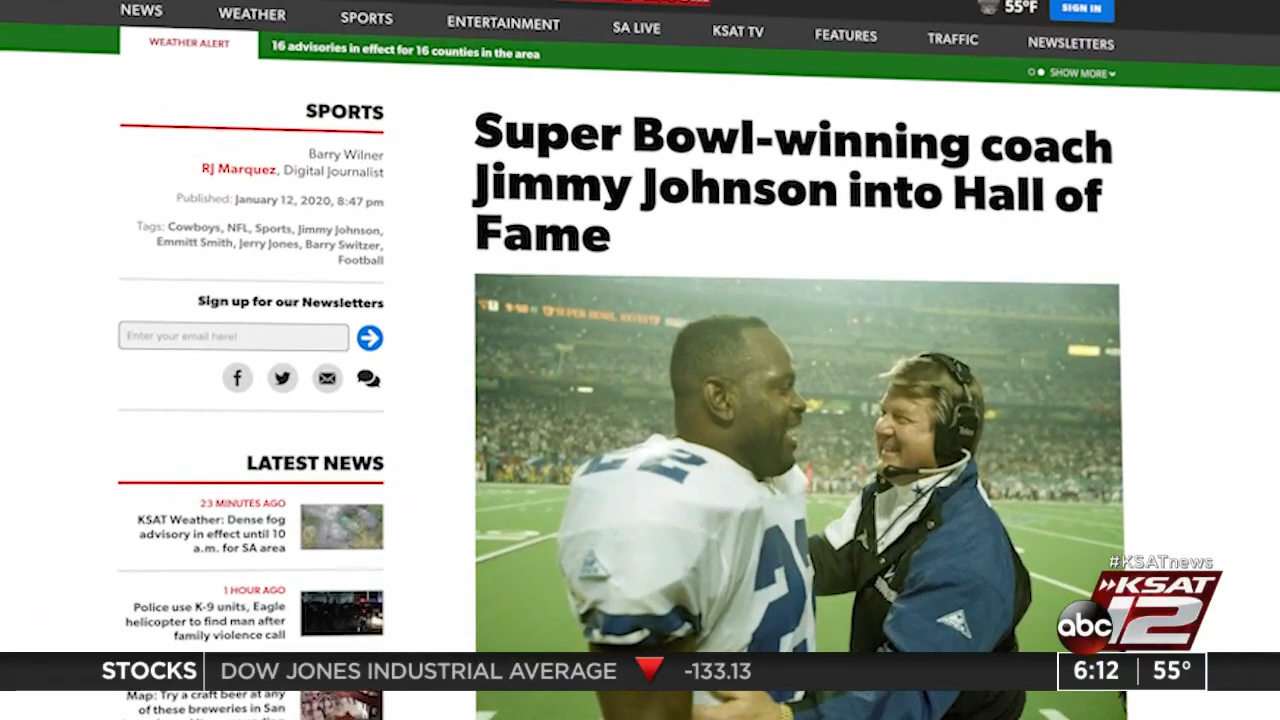 NEWS WEATHER SPORTS ENTERTAINMENT SA LIVE KSAT TV FEATURES TRAFFIC NEWSLETTERS
55°F
SIGN IN
WEATHER ALERT
16 advisories in effect for 16 counties in the area
SHOW MORE
SPORTS
Barry Wilner
RJ Marquez, Digital Journalist
Published: January 12, 2020, 8:47 pm
Tags: Cowboys, NFL, Sports, Jimmy Johnson,
Emmitt Smith, Jerry Jones, Barry Switzer,
Football
Sign up for our Newsletters
Enter your email here!
LATEST NEWS
23 MINUTES AGO
KSAT Weather: Dense fog
advisory in effect until 10
a.m. for SA area
1 HOUR AGO
Police use K-9 units, Eagle
helicopter to find man after
family violence call
Map: Try a craft beer at any
of these breweries in San
Super Bowl-winning coach
Jimmy Johnson into Hall of
Fame
22
22
#KSATnews
KSAT
abc 12
STOCKS DOW JONES INDUSTRIAL AVERAGE -133.13
6:12 55°